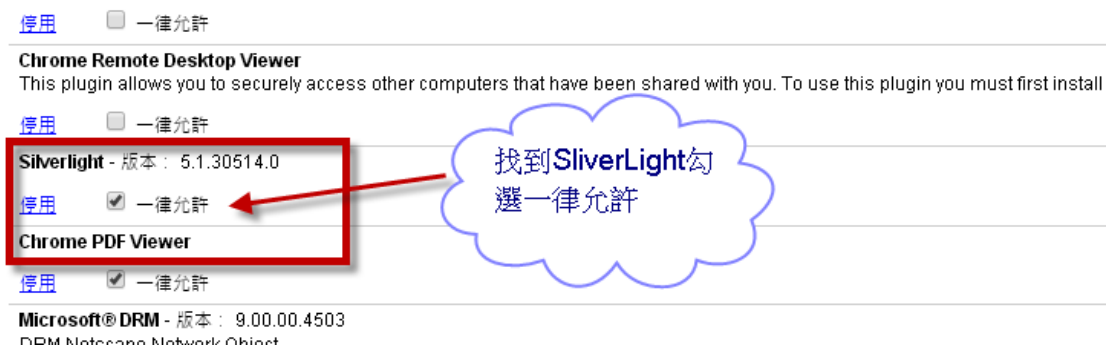 停用 一律允許
Chrome Remote Desktop Viewer
This plugin allows you to securely access other computers that have been shared with you. To use this plugin you must first install
停用 一律允許
Silverlight - 版本： 5.1.30514.0
停用 一律允許
找到SliverLight勾
選一律允許
Chrome PDF Viewer
停用 一律允許
Microsoft® DRM - 版本： 9.00.00.4503
DRM Netscape Network Object